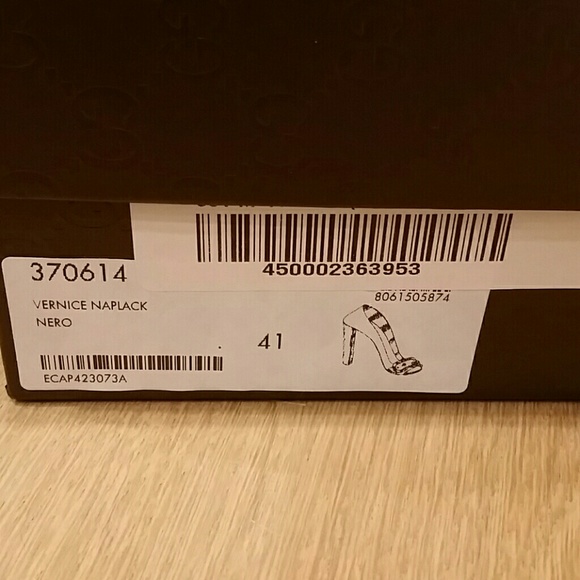 450002363953
370614
8061505874
VERNICE NAPLACK
NERO
41
ECAP423073A